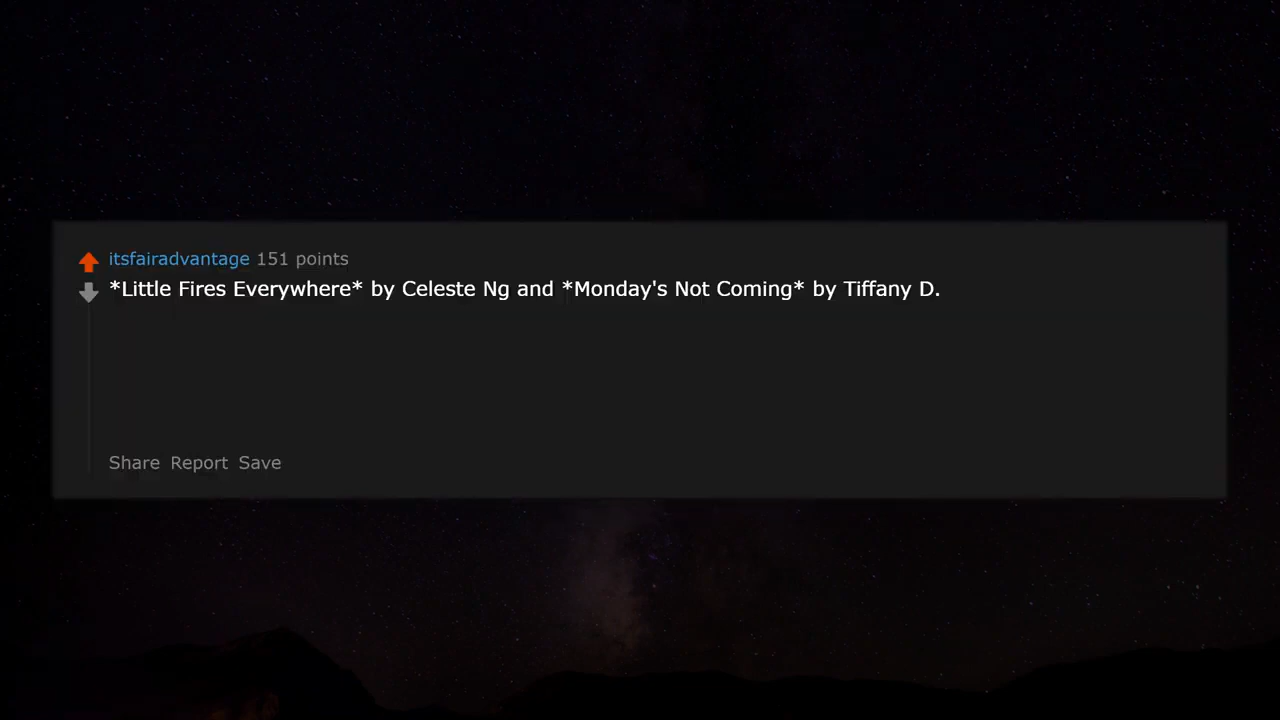 itsfairadvantage 151 points
*Little Fires Everywhere* by Celeste Ng and *Monday's Not Coming* by Tiffany D.
Share Report Save